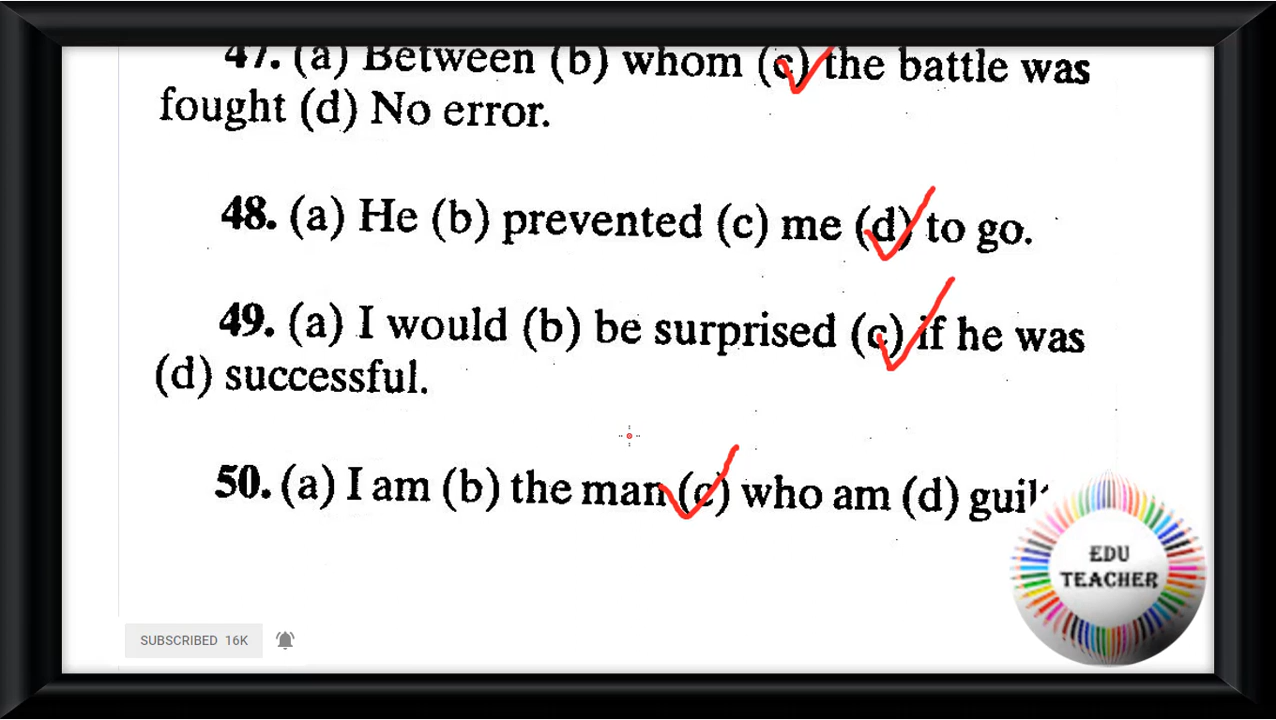 47. (a) Between (b) whom (c) the battle was
fought (d) No error.
48. (a) He (b) prevented (c) me (d) to go.
49. (a) I would (b) be surprised (c) if he was
(d) successful.
50. (a) I am (b) the man (c) who am (d)
EDU
TEACHER
SUBSCRIBED 16K